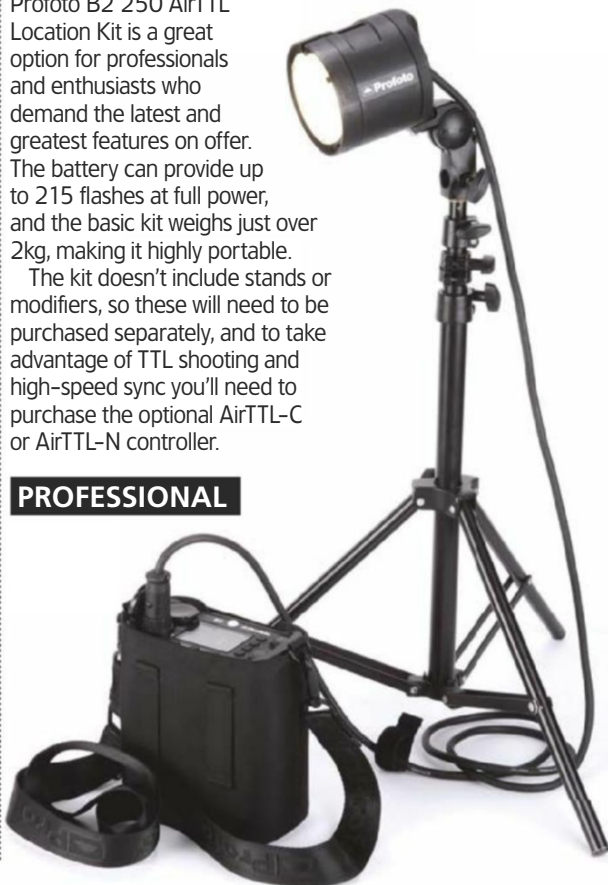 Profoto B2 250 AirTTL
Location Kit is a great
option for professionals
and enthusiasts who
demand the latest and
greatest features on offer.
The battery can provide up
to 215 flashes at full power,
and the basic kit weighs just over
2kg, making it highly portable.
The kit doesn't include stands or
modifiers, so these will need to be
purchased separately, and to take
advantage of TTL shooting and
high-speed sync you'll need to
purchase the optional AirTTL-C
or AirTTL-N controller.
PROFESSIONAL
Profoto